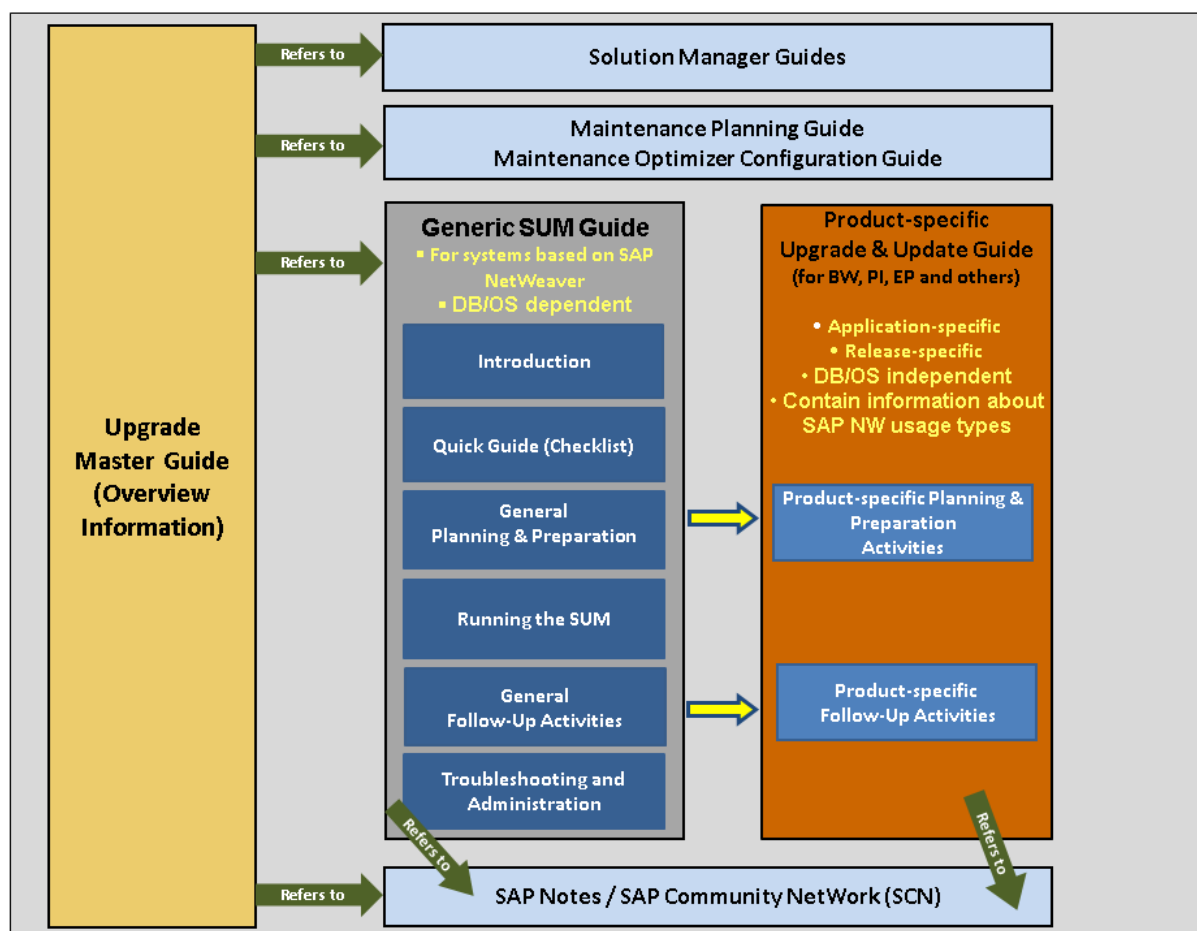 Upgrade
Master Guide
(Overview
Information)
Refers to
Solution Manager Guides
Refers to
Maintenance Planning Guide
Maintenance Optimizer Configuration Guide
Refers to
Generic SUM Guide
▪ For systems based on SAP
NetWeaver
▪ DB/OS dependent
Introduction
Quick Guide (Checklist)
General
Planning & Preparation
Running the SUM
General
Follow-Up Activities
Troubleshooting and
Administration
Refers to
Product-specific
Upgrade & Update Guide
(for BW, PI, EP and others)
• Application-specific
• Release-specific
• DB/OS independent
• Contain information about
SAP NW usage types
Product-specific Planning &
Preparation
Activities
Product-specific
Follow-Up Activities
Refers to
Refers to
SAP Notes / SAP Community NetWork (SCN)